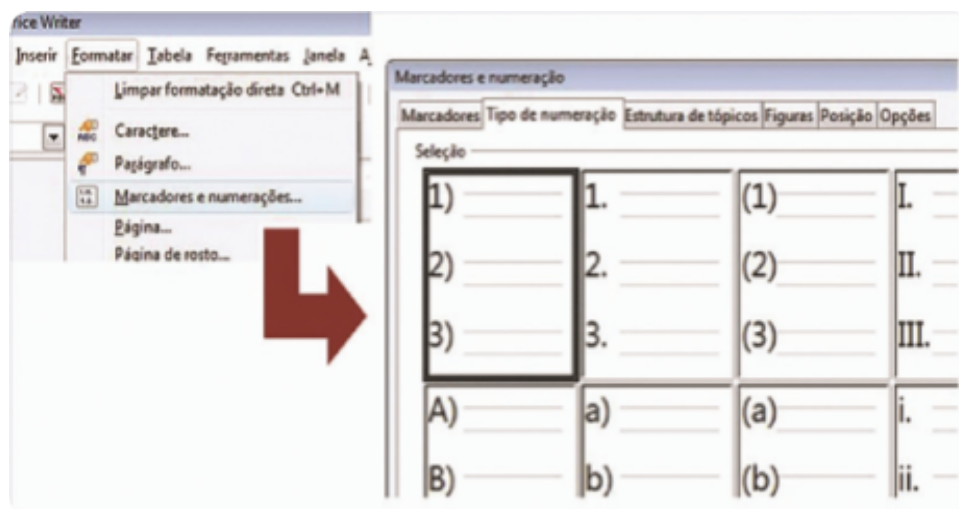 Writer
Inserir Formatar Tabela Ferramentas Janela A
Limpar formatação direta Ctrl+M
Caractere...
Parágrafo...
Marcadores e numerações...
Página...
Página de rosto...
Marcadores e numeração
Marcadores Tipo de numeração Estrutura de tópicos Figuras Posição Opções
Seleção
1) 1. (1) I.
2) 2. (2) II.
3) 3. (3) III.
A) a) (a) i.
B) b) (b) ii.